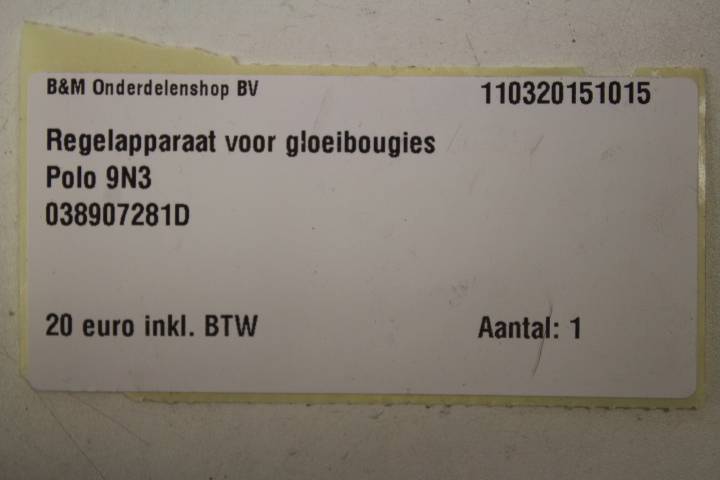 B&M Onderdelenshop BV 110320151015
Regelapparaat voor gloeibougies
Polo 9N3
038907281D
20 euro inkl. BTW Aantal: 1